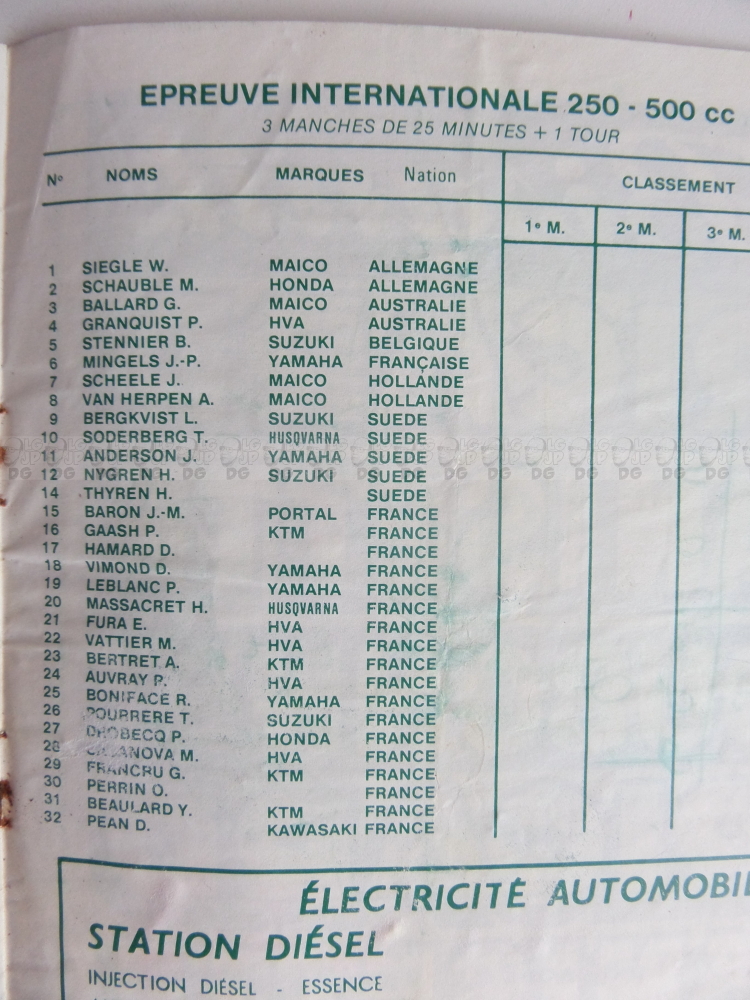 EPREUVE INTERNATIONALE 250 - 500 cc
3 MANCHES DE 25 MINUTES + 1 TOUR
N° NOMS MARQUES Nation CLASSEMENT
1e M. 2e M. 3e M.
1 SIEGLE W. MAICO ALLEMAGNE
2 SCHAUBLE M. HONDA ALLEMAGNE
3 BALLARD G. MAICO AUSTRALIE
4 GRANQUIST P. HVA AUSTRALIE
5 STENNIER B. SUZUKI BELGIQUE
6 MINGELS J.-P. YAMAHA FRANÇAISE
7 SCHEELE J. MAICO HOLLANDE
8 VAN HERPEN A. MAICO HOLLANDE
9 BERGKVIST L. SUZUKI SUEDE
10 SODERBERG T. HUSQVARNA SUEDE
11 ANDERSON J. YAMAHA SUEDE
12 NYGREN H. SUZUKI SUEDE
14 THYREN H. SUEDE
15 BARON J.-M. PORTAL FRANCE
16 GAASH P. KTM FRANCE
17 HAMARD D. FRANCE
18 VIMOND D. YAMAHA FRANCE
19 LEBLANC P. YAMAHA FRANCE
20 MASSACRET H. HUSQVARNA FRANCE
21 FURA E. HVA FRANCE
22 VATTIER M. HVA FRANCE
23 BERTRET A. KTM FRANCE
24 AUVRAY P. HVA FRANCE
25 BONIFACE R. YAMAHA FRANCE
26 POURRERE T. SUZUKI FRANCE
27 DROBECQ P. HONDA FRANCE
28 M. HVA FRANCE
29 FRANCRU G. KTM FRANCE
30 PERRIN O. FRANCE
31 BEAULARD Y. KTM FRANCE
32 PEAN D. KAWASAKI FRANCE
ÉLECTRICITÉ
STATION DIÉSEL
INJECTION DIÉSEL - ESSENCE